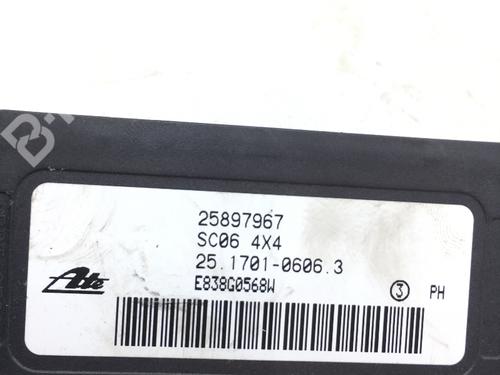 25897967
SC06 4X4
25.1701-0606.3
E838G0568W
Ate
3 PH